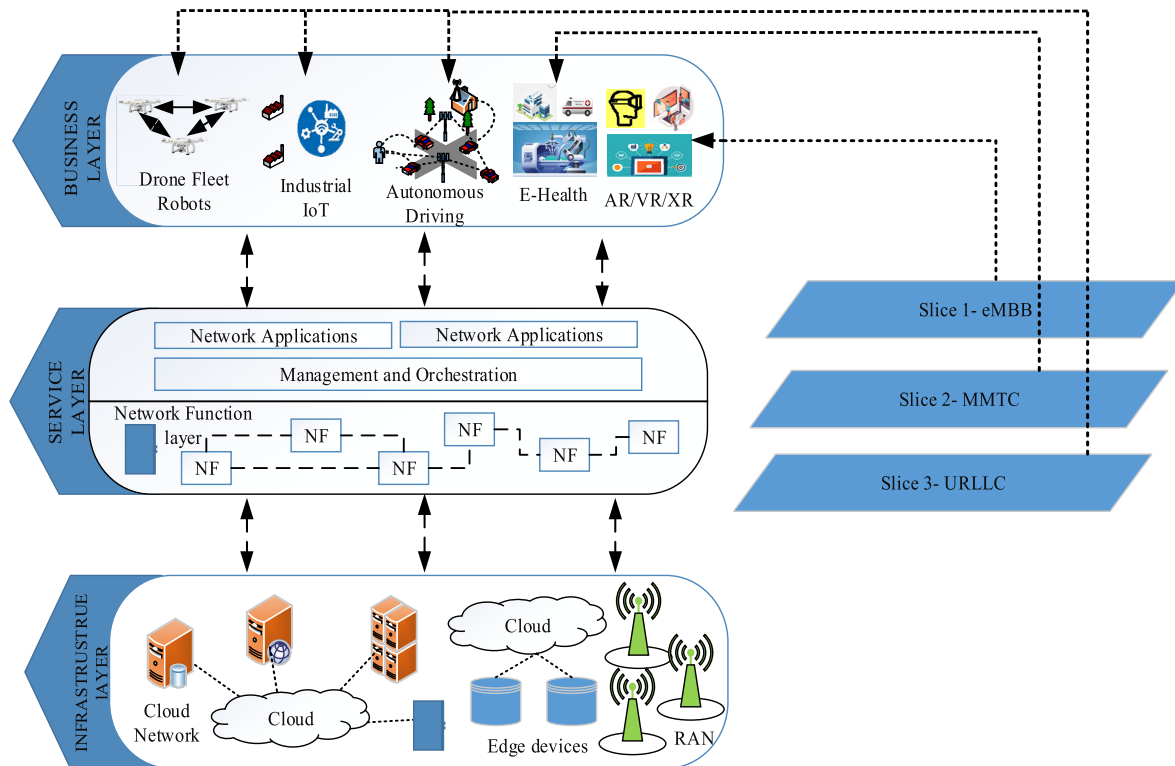 BUSINESS
LAYER
Drone Fleet
Robots
Industrial
IoT
Autonomous
Driving
E-Health
AR/VR/XR
Slice 1- eMBB
Slice 2- MMTC
Slice 3- URLLC
SERVICE
LAYER
Network Applications
Network Applications
Management and Orchestration
Network Function
layer
NF
NF
NF
NF
NF
NF
INFRASTRUSTRUE
lAYER
Cloud
Network
Cloud
Cloud
Edge devices
RAN